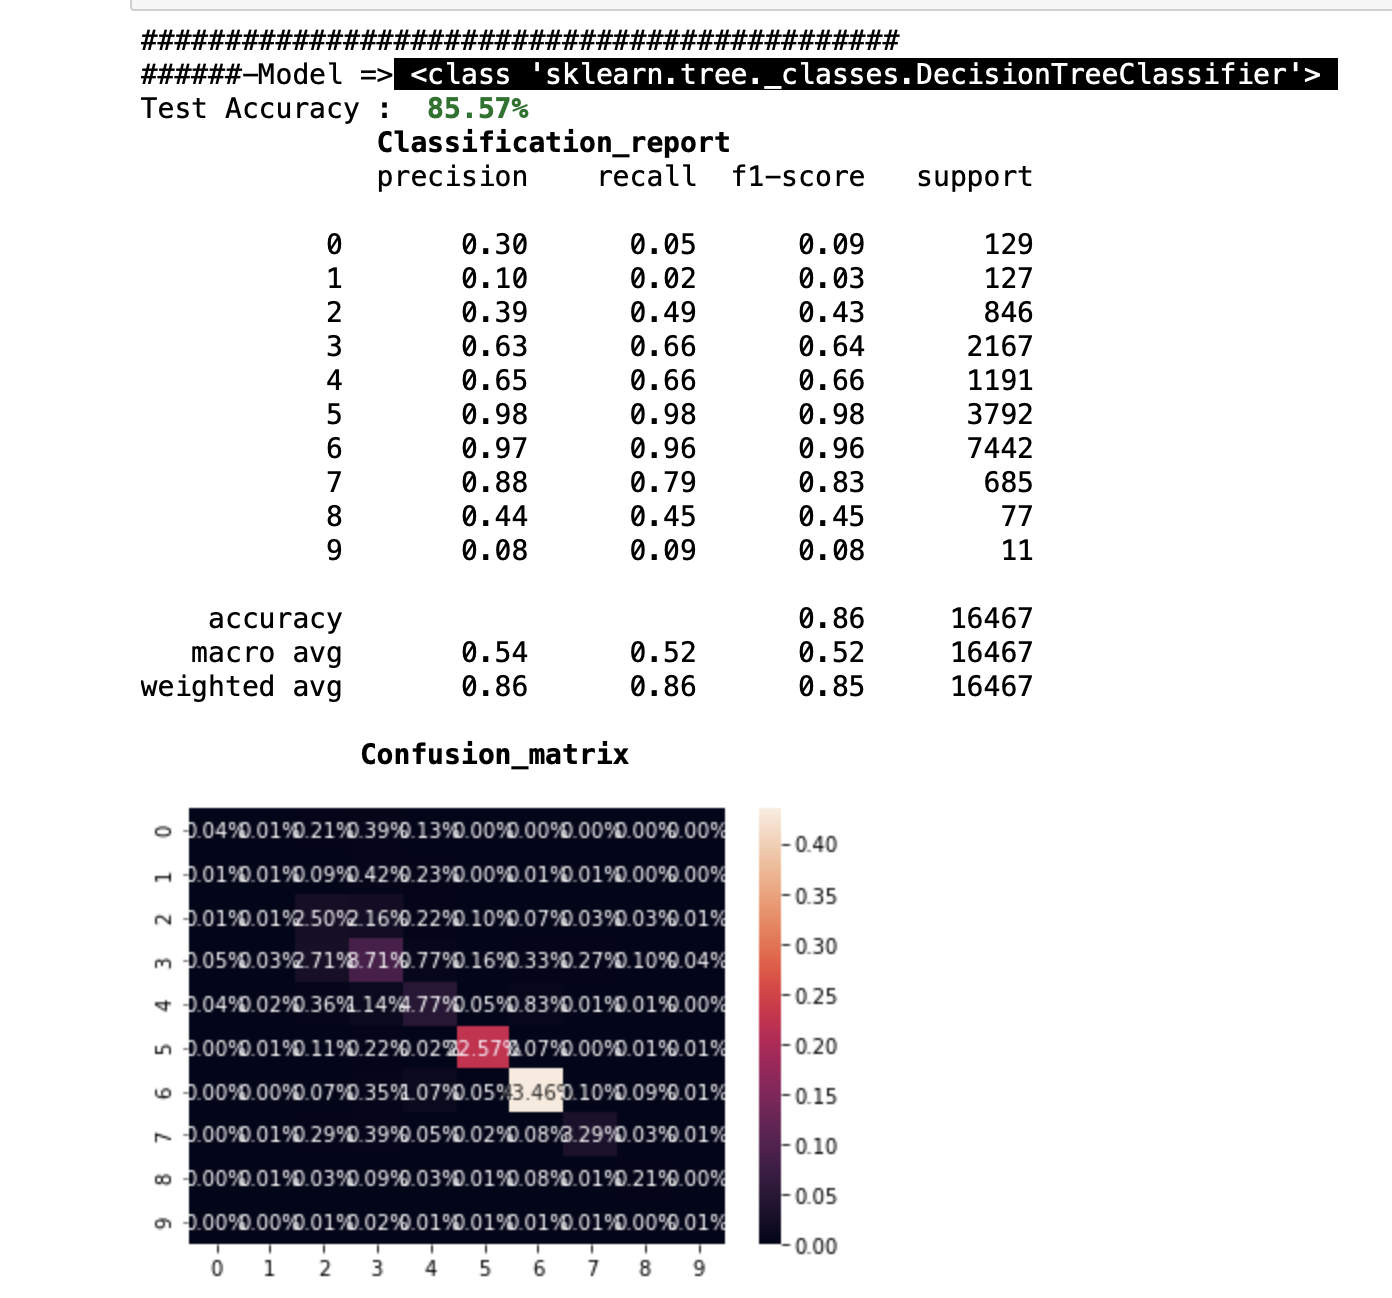 #############################################
######-Model => <class 'sklearn.tree._classes.DecisionTreeClassifier'>
Test Accuracy : 85.57%
Classification_report
precision recall f1-score support
0 0.30 0.05 0.09 129
1 0.10 0.02 0.03 127
2 0.39 0.49 0.43 846
3 0.63 0.66 0.64 2167
4 0.65 0.66 0.66 1191
5 0.98 0.98 0.98 3792
6 0.97 0.96 0.96 7442
7 0.88 0.79 0.83 685
8 0.44 0.45 0.45 77
9 0.08 0.09 0.08 11
accuracy 0.86 16467
macro avg 0.54 0.52 0.52 16467
weighted avg 0.86 0.86 0.85 16467
Confusion_matrix
0 0.04% 0.01% 0.21% 0.39% 0.13% 0.00% 0.00% 0.00% 0.00% 0.00%
1 0.01% 0.01% 0.09% 0.42% 0.23% 0.00% 0.01% 0.01% 0.00% 0.00%
2 0.01% 0.01% 2.50% 2.16% 0.22% 0.10% 0.07% 0.03% 0.03% 0.01%
3 0.05% 0.03% 2.71% 8.71% 0.77% 0.16% 0.33% 0.27% 0.10% 0.04%
4 0.04% 0.02% 0.36% 1.14% 4.77% 0.05% 0.83% 0.01% 0.01% 0.00%
5 0.00% 0.01% 0.11% 0.22% 0.02% 22.57% 0.07% 0.00% 0.01% 0.01%
6 0.00% 0.00% 0.07% 0.35% 1.07% 0.05% 3.46% 0.10% 0.09% 0.01%
7 0.00% 0.01% 0.29% 0.39% 0.05% 0.02% 0.08% 3.29% 0.03% 0.01%
8 0.00% 0.01% 0.03% 0.09% 0.03% 0.01% 0.08% 0.01% 0.21% 0.00%
9 0.00% 0.00% 0.01% 0.02% 0.01% 0.01% 0.01% 0.01% 0.00% 0.01%
0 1 2 3 4 5 6 7 8 9
0.40
0.35
0.30
0.25
0.20
0.15
0.10
0.05
0.00